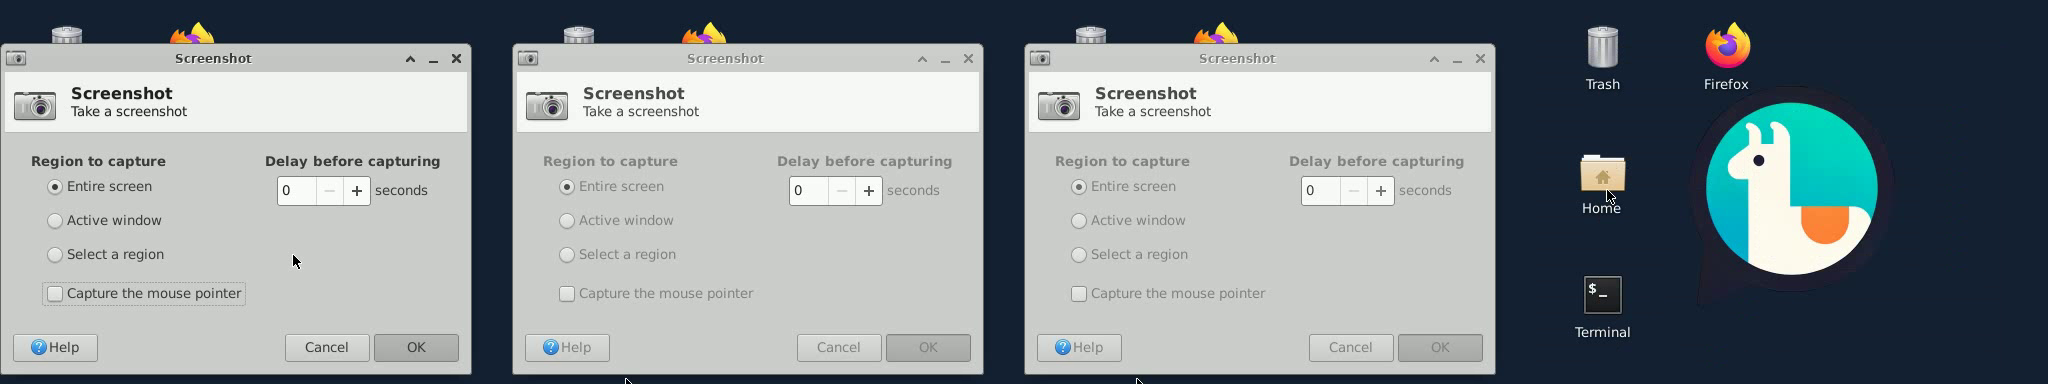 Screenshot
Screenshot
Take a screenshot
Region to capture
Entire screen
Active window
Select a region
Capture the mouse pointer
Delay before capturing
0 − + seconds
Help
Cancel
OK
Screenshot
Screenshot
Take a screenshot
Region to capture
Entire screen
Active window
Select a region
Capture the mouse pointer
Delay before capturing
0 − + seconds
Help
Cancel
OK
Screenshot
Screenshot
Take a screenshot
Region to capture
Entire screen
Active window
Select a region
Capture the mouse pointer
Delay before capturing
0 − + seconds
Help
Cancel
OK
Trash
Firefox
Home
$_
Terminal